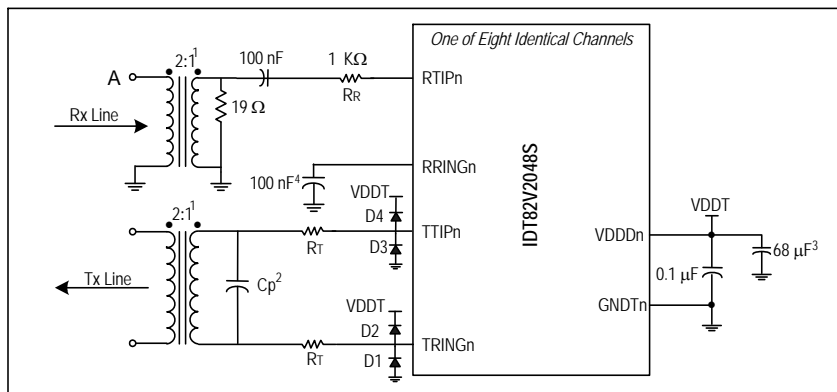 One of Eight Identical Channels
2:1¹
100 nF
1 KΩ
A
RTIPn
RR
19 Ω
Rx Line
RRINGn
100 nF⁴
VDDT
D4
D3
TTIPn
RT
2:1¹
Cp²
Tx Line
VDDT
D2
D1
TRINGn
RT
IDT82V2048S
VDDT
VDDDn
68 µF³
0.1 µF
GNDTn